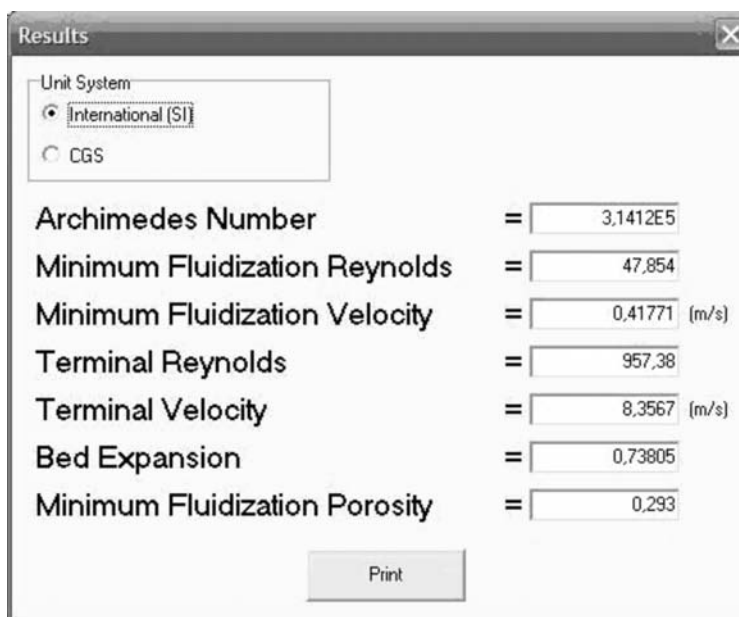 Results
Unit System
International (SI)
CGS
Archimedes Number = 3,1412E5
Minimum Fluidization Reynolds = 47,854
Minimum Fluidization Velocity = 0,41771 (m/s)
Terminal Reynolds = 957,38
Terminal Velocity = 8,3567 (m/s)
Bed Expansion = 0,73805
Minimum Fluidization Porosity = 0,293
Print